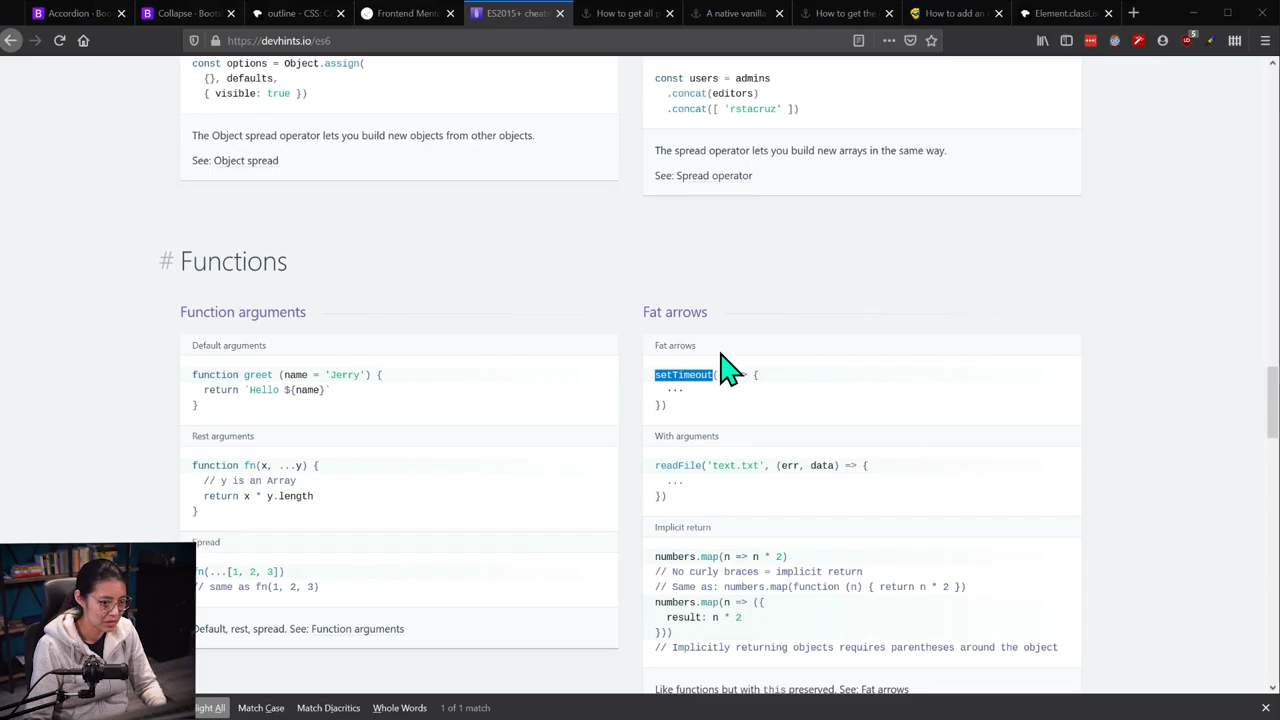 Accordion - Boo
Collapse - Boots
outline - CSS: C
Frontend Menta
ES2015+ cheats
How to get all p
A native vanilla
How to get the
How to add an
Element.classLis
https://devhints.io/es6
5
const options = Object.assign(
{}, defaults,
{ visible: true })
The Object spread operator lets you build new objects from other objects.
See: Object spread
const users = admins
.concat(editors)
.concat([ 'rstacruz' ])
The spread operator lets you build new arrays in the same way.
See: Spread operator
# Functions
Function arguments
Default arguments
function greet (name = 'Jerry') {
return `Hello ${name}`
}
Rest arguments
function fn(x, ...y) {
// y is an Array
return x * y.length
}
Spread
fn(...[1, 2, 3])
// same as fn(1, 2, 3)
Default, rest, spread. See: Function arguments
Fat arrows
Fat arrows
setTimeout( => {
...
})
With arguments
readFile('text.txt', (err, data) => {
...
})
Implicit return
numbers.map(n => n * 2)
// No curly braces = implicit return
// Same as: numbers.map(function (n) { return n * 2 })
numbers.map(n => ({
result: n * 2
}))
// Implicitly returning objects requires parentheses around the object
Like functions but with this preserved. See: Fat arrows
light All
Match Case
Match Diacritics
Whole Words
1 of 1 match